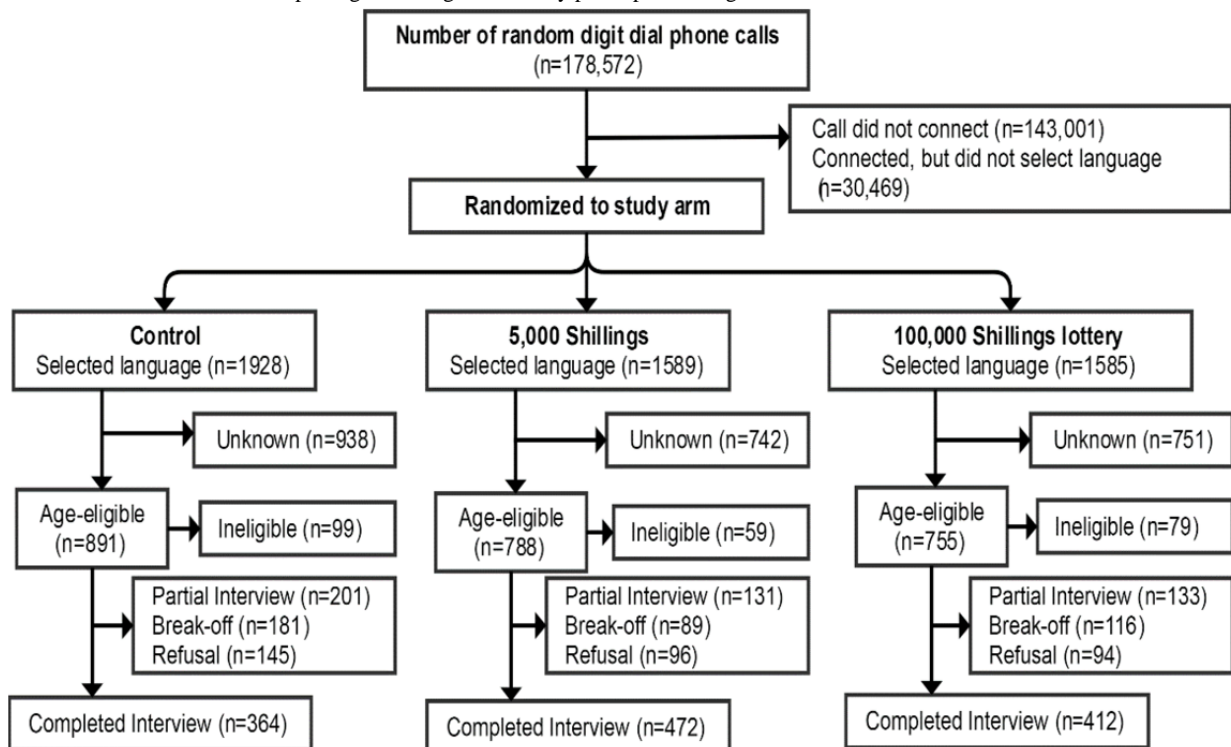 Number of random digit dial phone calls
(n=178,572)
Call did not connect (n=143,001)
Connected, but did not select language
(n=30,469)
Randomized to study arm
Control
Selected language (n=1928)
5,000 Shillings
Selected language (n=1589)
100,000 Shillings lottery
Selected language (n=1585)
Unknown (n=938)
Unknown (n=742)
Unknown (n=751)
Age-eligible
(n=891)
Ineligible (n=99)
Age-eligible
(n=788)
Ineligible (n=59)
Age-eligible
(n=755)
Ineligible (n=79)
Partial Interview (n=201)
Break-off (n=181)
Refusal (n=145)
Partial Interview (n=131)
Break-off (n=89)
Refusal (n=96)
Partial Interview (n=133)
Break-off (n=116)
Refusal (n=94)
Completed Interview (n=364)
Completed Interview (n=472)
Completed Interview (n=412)